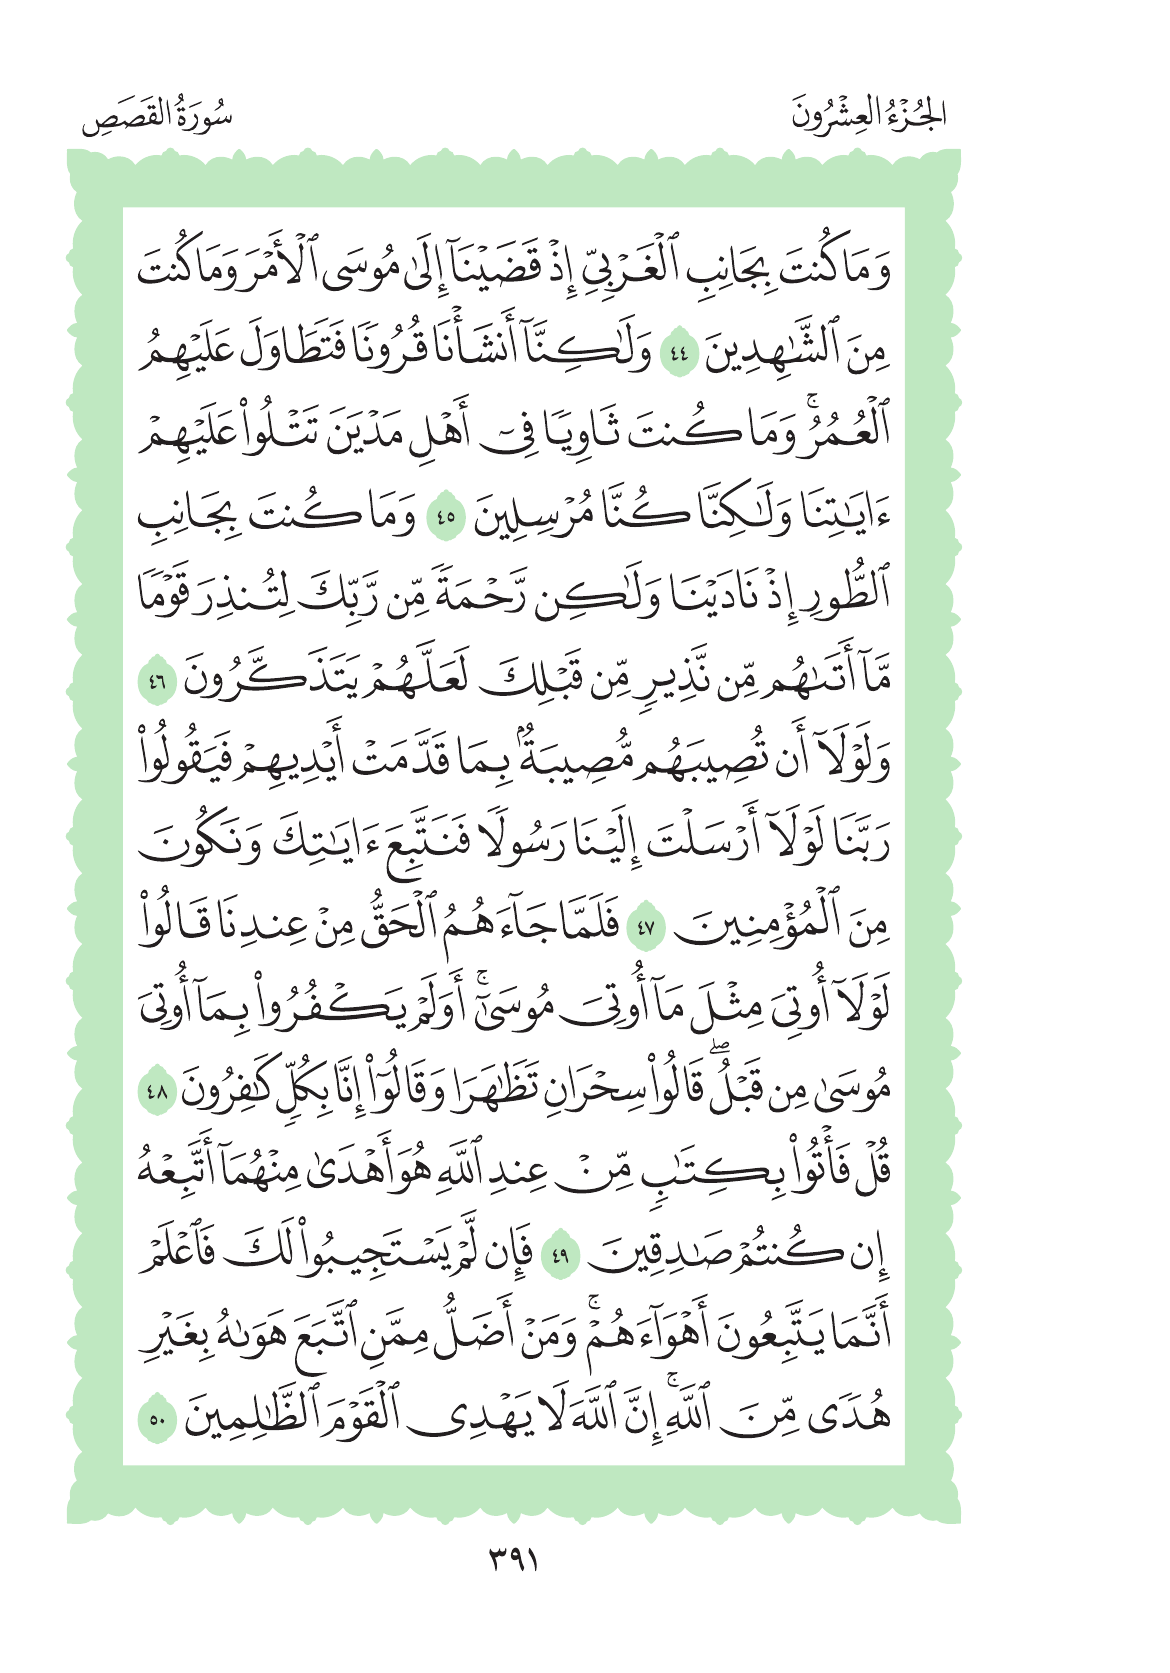 الجُزْءُ العِشْرُونَ
سُورَةُ القَصَصِ
وَمَا كُنتَ بِجَانِبِ ٱلْغَرْبِيِّ إِذْ قَضَيْنَآ إِلَىٰ مُوسَى ٱلْأَمْرَ وَمَا كُنتَ
مِنَ ٱلشَّـٰهِدِينَ ٤٤ وَلَـٰكِنَّآ أَنشَأْنَا قُرُونًا فَتَطَاوَلَ عَلَيْهِمُ
ٱلْعُمُرُ ۚ وَمَا كُنتَ ثَاوِيًا فِىٓ أَهْلِ مَدْيَنَ تَتْلُوا۟ عَلَيْهِمْ
ءَايَـٰتِنَا وَلَـٰكِنَّا كُنَّا مُرْسِلِينَ ٤٥ وَمَا كُنتَ بِجَانِبِ
ٱلطُّورِ إِذْ نَادَيْنَا وَلَـٰكِن رَّحْمَةً مِّن رَّبِّكَ لِتُنذِرَ قَوْمًا
مَّآ أَتَىٰهُم مِّن نَّذِيرٍ مِّن قَبْلِكَ لَعَلَّهُمْ يَتَذَكَّرُونَ ٤٦
وَلَوْلَآ أَن تُصِيبَهُم مُّصِيبَةٌۢ بِمَا قَدَّمَتْ أَيْدِيهِمْ فَيَقُولُوا۟
رَبَّنَا لَوْلَآ أَرْسَلْتَ إِلَيْنَا رَسُولًا فَنَتَّبِعَ ءَايَـٰتِكَ وَنَكُونَ
مِنَ ٱلْمُؤْمِنِينَ ٤٧ فَلَمَّا جَآءَهُمُ ٱلْحَقُّ مِنْ عِندِنَا قَالُوا۟
لَوْلَآ أُوتِىَ مِثْلَ مَآ أُوتِىَ مُوسَىٰٓ ۚ أَوَلَمْ يَكْفُرُوا۟ بِمَآ أُوتِىَ
مُوسَىٰ مِن قَبْلُ ۖ قَالُوا۟ سِحْرَانِ تَظَـٰهَرَا وَقَالُوٓا۟ إِنَّا بِكُلٍّ كَـٰفِرُونَ ٤٨
قُلْ فَأْتُوا۟ بِكِتَـٰبٍ مِّنْ عِندِ ٱللَّهِ هُوَ أَهْدَىٰ مِنْهُمَآ أَتَّبِعْهُ
إِن كُنتُمْ صَـٰدِقِينَ ٤٩ فَإِن لَّمْ يَسْتَجِيبُوا۟ لَكَ فَٱعْلَمْ
أَنَّمَا يَتَّبِعُونَ أَهْوَآءَهُمْ ۚ وَمَنْ أَضَلُّ مِمَّنِ ٱتَّبَعَ هَوَىٰهُ بِغَيْرِ
هُدًى مِّنَ ٱللَّهِ ۚ إِنَّ ٱللَّهَ لَا يَهْدِى ٱلْقَوْمَ ٱلظَّـٰلِمِينَ ٥٠
٣٩١